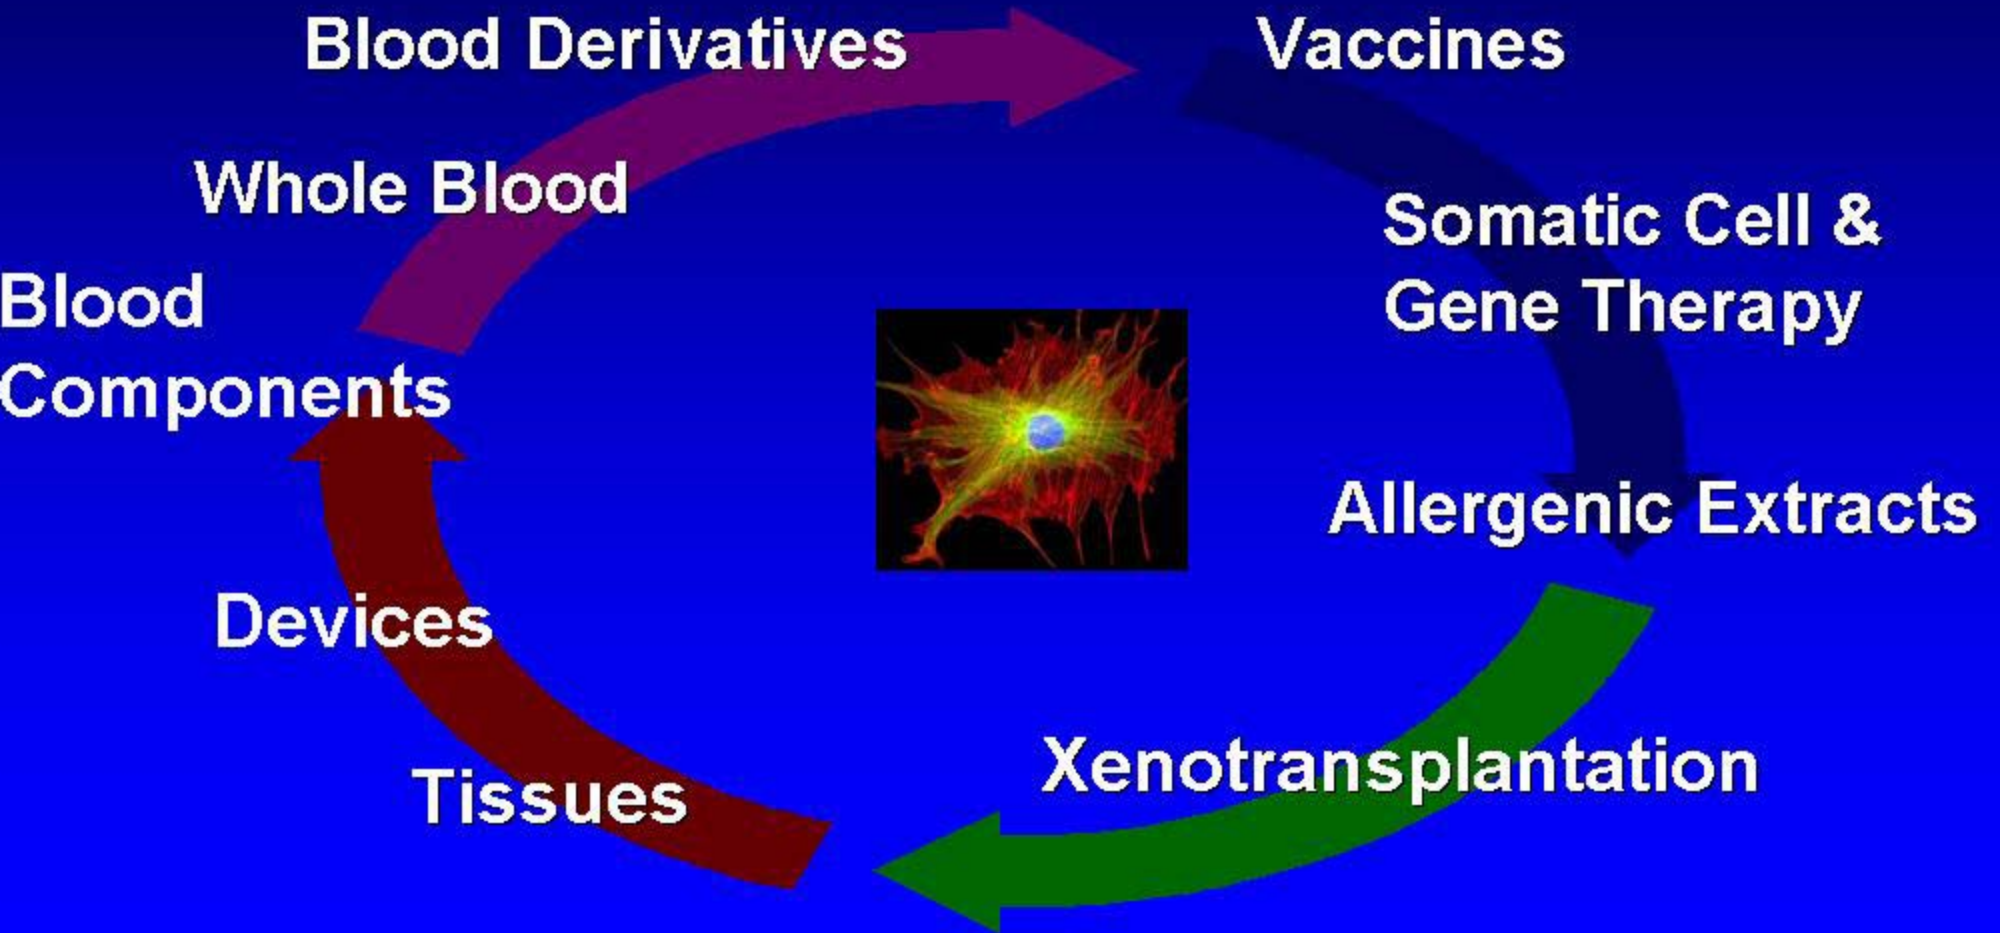 Blood Derivatives
Vaccines
Whole Blood
Somatic Cell &
Gene Therapy
Blood
Components
Allergenic Extracts
Devices
Xenotransplantation
Tissues